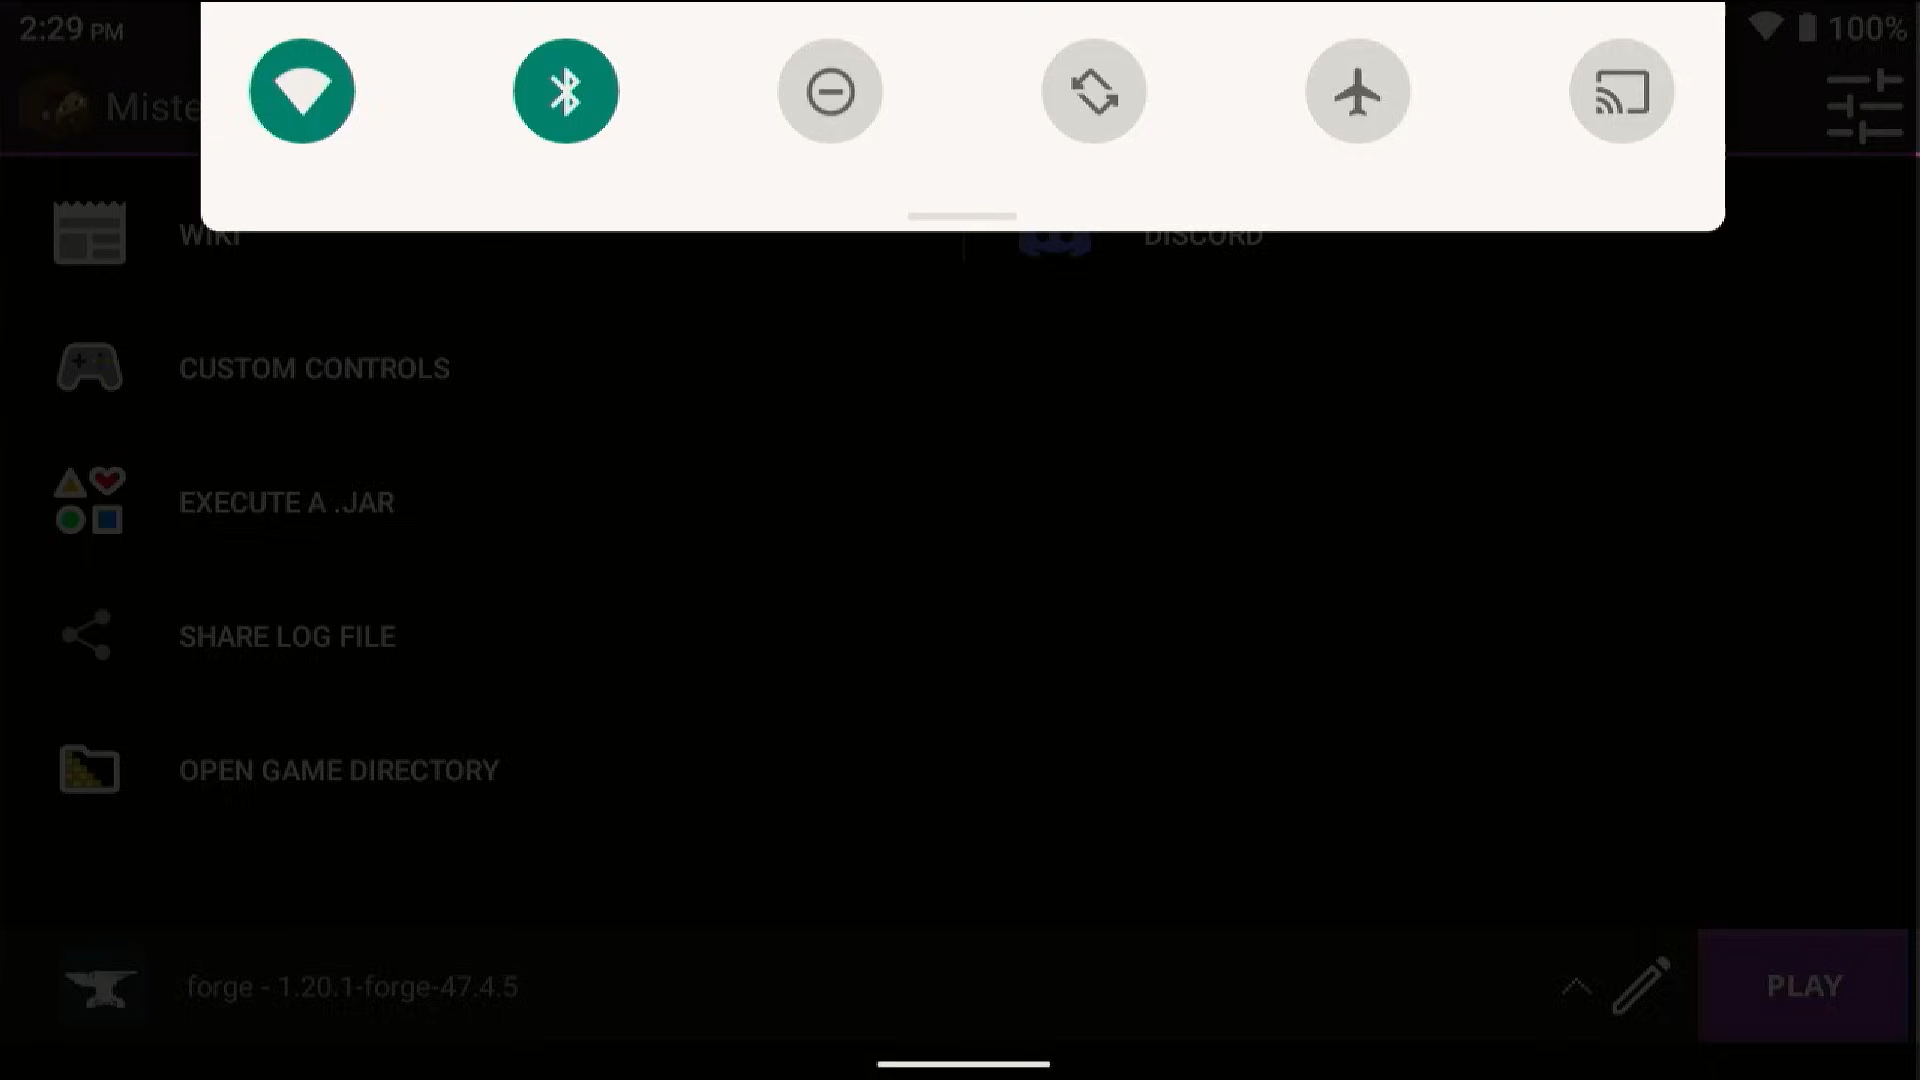 2:29 PM
100%
Miste
WIKI
DISCORD
CUSTOM CONTROLS
EXECUTE A .JAR
SHARE LOG FILE
OPEN GAME DIRECTORY
forge - 1.20.1-forge-47.4.5
PLAY